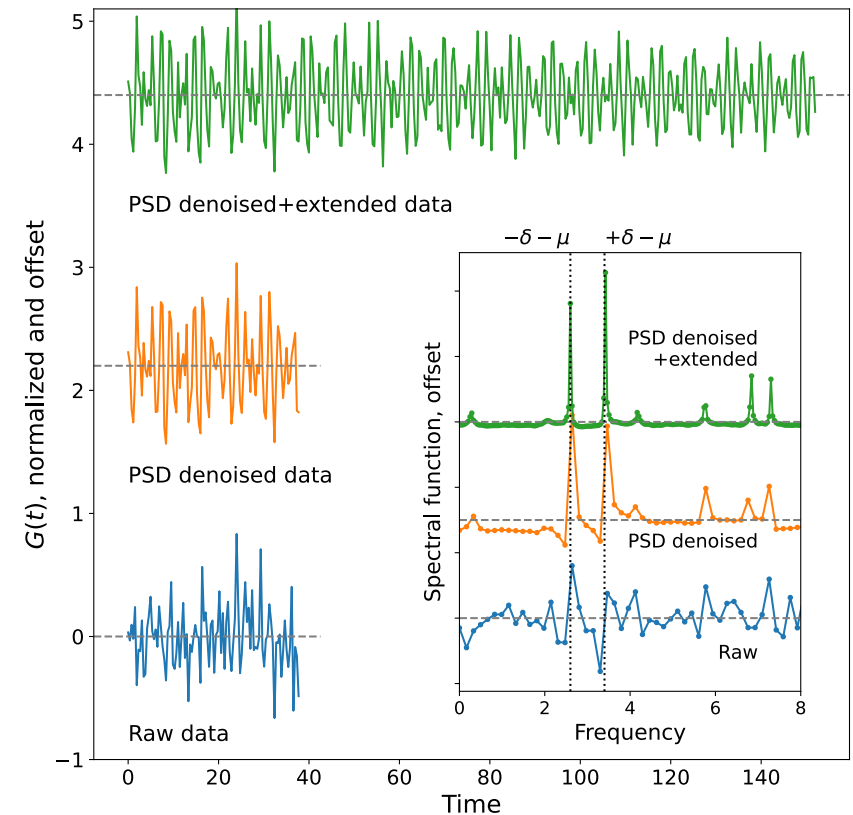 5
4
3
2
1
0
−1
G(t), normalized and offset
PSD denoised+extended data
PSD denoised data
Raw data
0
20
40
60
80
100
120
140
Time
−δ − μ
+δ − μ
Spectral function, offset
PSD denoised
+extended
PSD denoised
Raw
0
2
4
6
8
Frequency